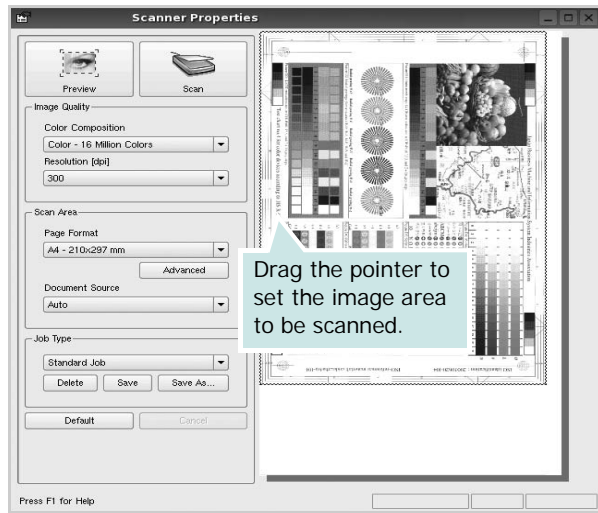 Scanner Properties
Preview
Scan
Image Quality
Color Composition
Color - 16 Million Colors
Resolution [dpi]
300
Scan Area
Page Format
A4 - 210x297 mm
Advanced
Document Source
Auto
Job Type
Standard Job
Delete
Save
Save As...
Default
Cancel
Drag the pointer to
set the image area
to be scanned.
Press F1 for Help